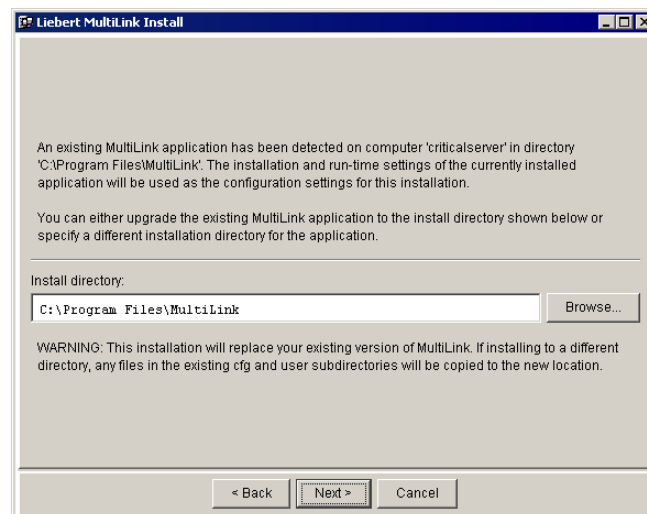 Liebert MultiLink Install
An existing MultiLink application has been detected on computer 'criticalserver' in directory
'C:\Program Files\MultiLink'. The installation and run-time settings of the currently installed
application will be used as the configuration settings for this installation.
You can either upgrade the existing MultiLink application to the install directory shown below or
specify a different installation directory for the application.
Install directory:
C:\Program Files\MultiLink
Browse...
WARNING: This installation will replace your existing version of MultiLink. If installing to a different
directory, any files in the existing cfg and user subdirectories will be copied to the new location.
< Back
Next >
Cancel